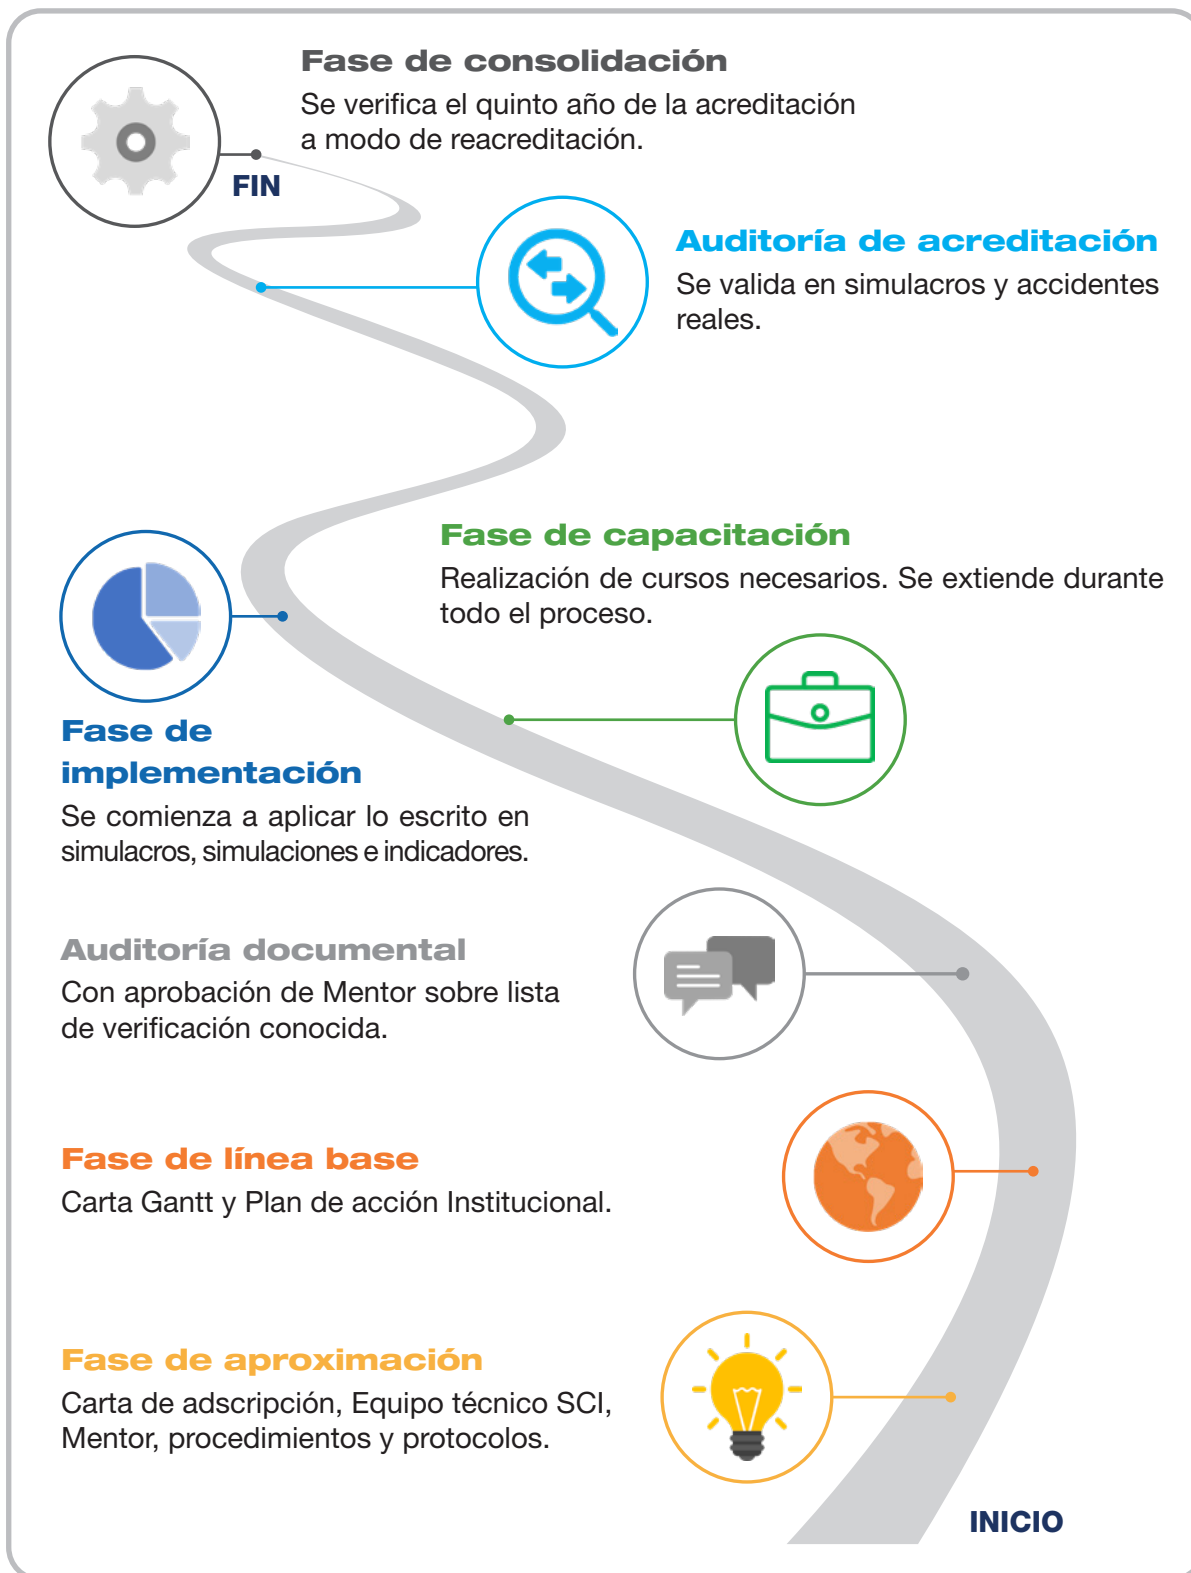 Fase de consolidación
Se verifica el quinto año de la acreditación
a modo de reacreditación.
FIN
Auditoría de acreditación
Se valida en simulacros y accidentes
reales.
Fase de capacitación
Realización de cursos necesarios. Se extiende durante
todo el proceso.
Fase de
implementación
Se comienza a aplicar lo escrito en
simulacros, simulaciones e indicadores.
Auditoría documental
Con aprobación de Mentor sobre lista
de verificación conocida.
Fase de línea base
Carta Gantt y Plan de acción Institucional.
Fase de aproximación
Carta de adscripción, Equipo técnico SCI,
Mentor, procedimientos y protocolos.
INICIO